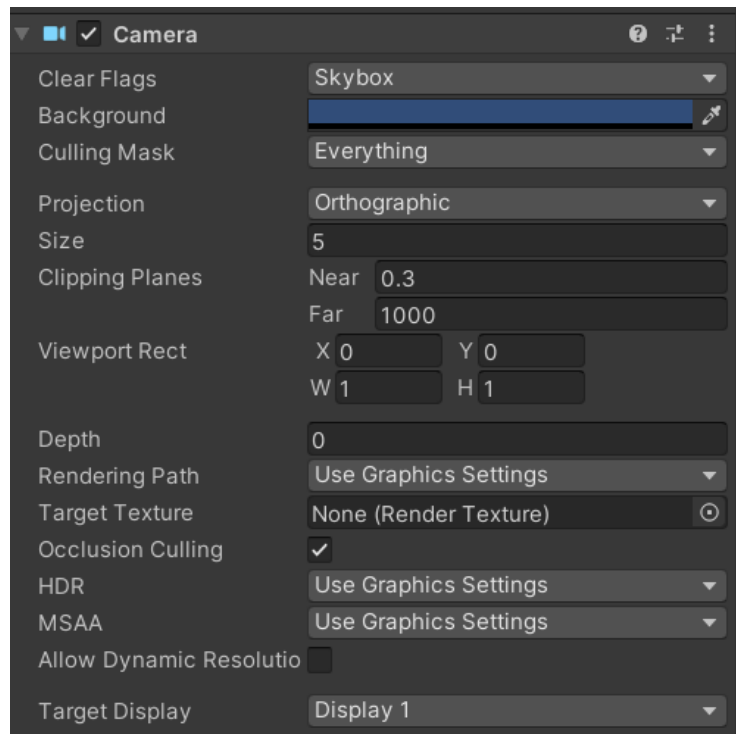 Camera
Clear Flags Skybox
Background
Culling Mask Everything
Projection Orthographic
Size 5
Clipping Planes Near 0.3
Far 1000
Viewport Rect X 0 Y 0
W 1 H 1
Depth 0
Rendering Path Use Graphics Settings
Target Texture None (Render Texture)
Occlusion Culling
HDR Use Graphics Settings
MSAA Use Graphics Settings
Allow Dynamic Resolutio
Target Display Display 1